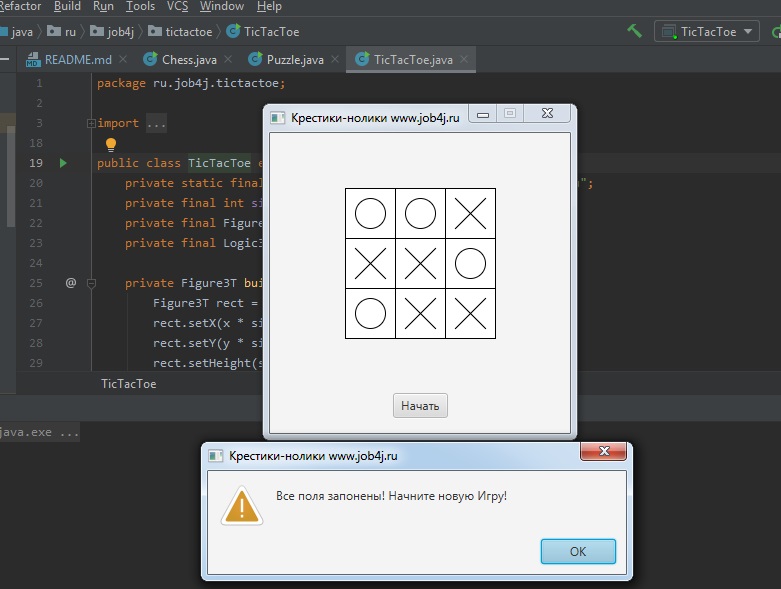 Refactor Build Run Tools VCS Window Help
java ru job4j tictactoe TicTacToe TicTacToe
README.md Chess.java Puzzle.java TicTacToe.java
1 package ru.job4j.tictactoe;
2
3 import ...
18
19 public class TicTacToe e
20 private static final ";
21 private final int si
22 private final Figure
23 private final Logic3
24
25 @ private Figure3T bui
26 Figure3T rect =
27 rect.setX(x * si
28 rect.setY(y * si
29 rect.setHeight(s
TicTacToe
java.exe ...
Крестики-нолики www.job4j.ru
Начать
Крестики-нолики www.job4j.ru
Все поля запонены! Начните новую Игру!
OK